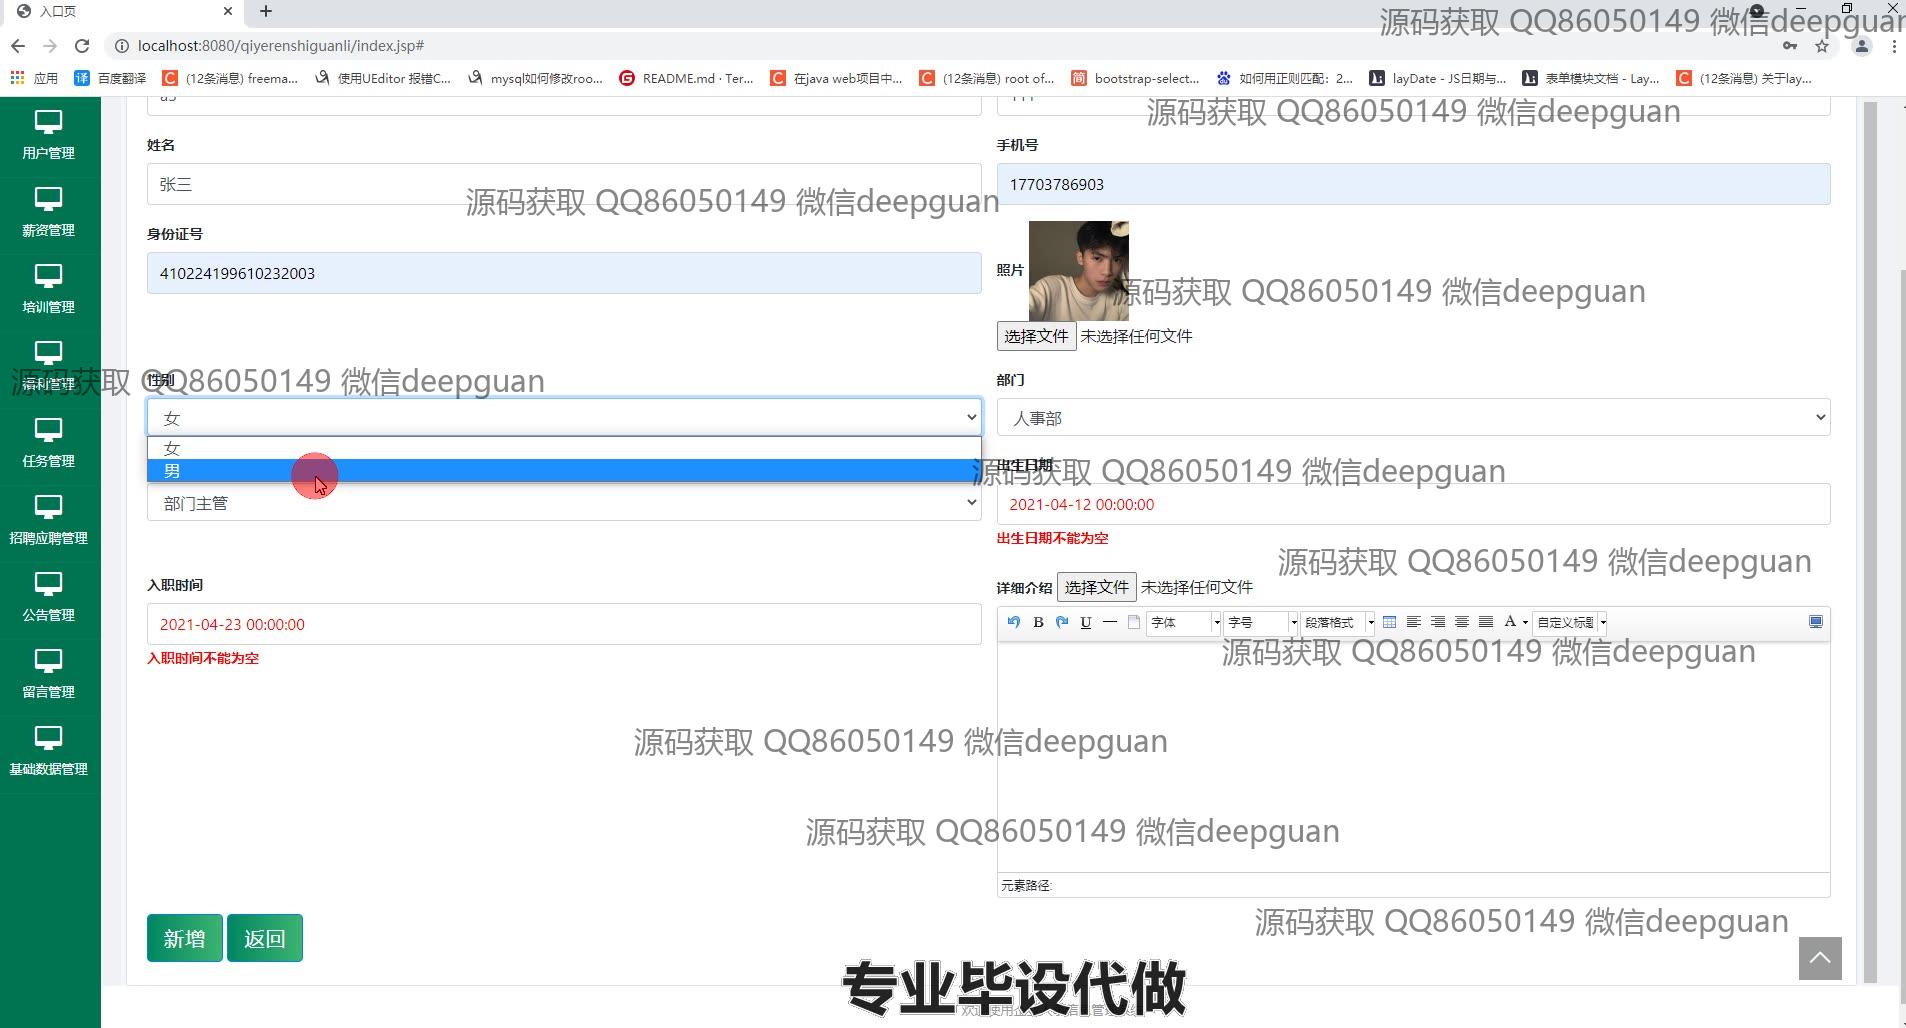 入口页
源码获取 QQ86050149 微信deepguan
localhost:8080/qiyerenshiguanli/index.jsp#
应用
译 百度翻译
(12条消息) freema...
使用UEditor 报错C...
mysql如何修改roo...
README.md · Ter...
在java web项目中...
(12条消息) root of...
简 bootstrap-select...
如何用正则匹配：2...
layDate - JS日期与...
表单模块文档 - Lay...
(12条消息) 关于lay...
源码获取 QQ86050149 微信deepguan
用户管理
薪资管理
培训管理
福利管理
任务管理
招聘应聘管理
公告管理
留言管理
基础数据管理
姓名
手机号
张三
17703786903
源码获取 QQ86050149 微信deepguan
身份证号
410224199610232003
照片
源码获取 QQ86050149 微信deepguan
选择文件 未选择任何文件
源码获取 QQ86050149 微信deepguan
性别
部门
女
人事部
女
男
出生日期
源码获取 QQ86050149 微信deepguan
部门主管
2021-04-12 00:00:00
出生日期不能为空
源码获取 QQ86050149 微信deepguan
入职时间
详细介绍 选择文件 未选择任何文件
2021-04-23 00:00:00
B U 字体 字号 段落格式 A 自定义标题
入职时间不能为空
源码获取 QQ86050149 微信deepguan
源码获取 QQ86050149 微信deepguan
源码获取 QQ86050149 微信deepguan
元素路径:
源码获取 QQ86050149 微信deepguan
新增 返回
专业毕设代做